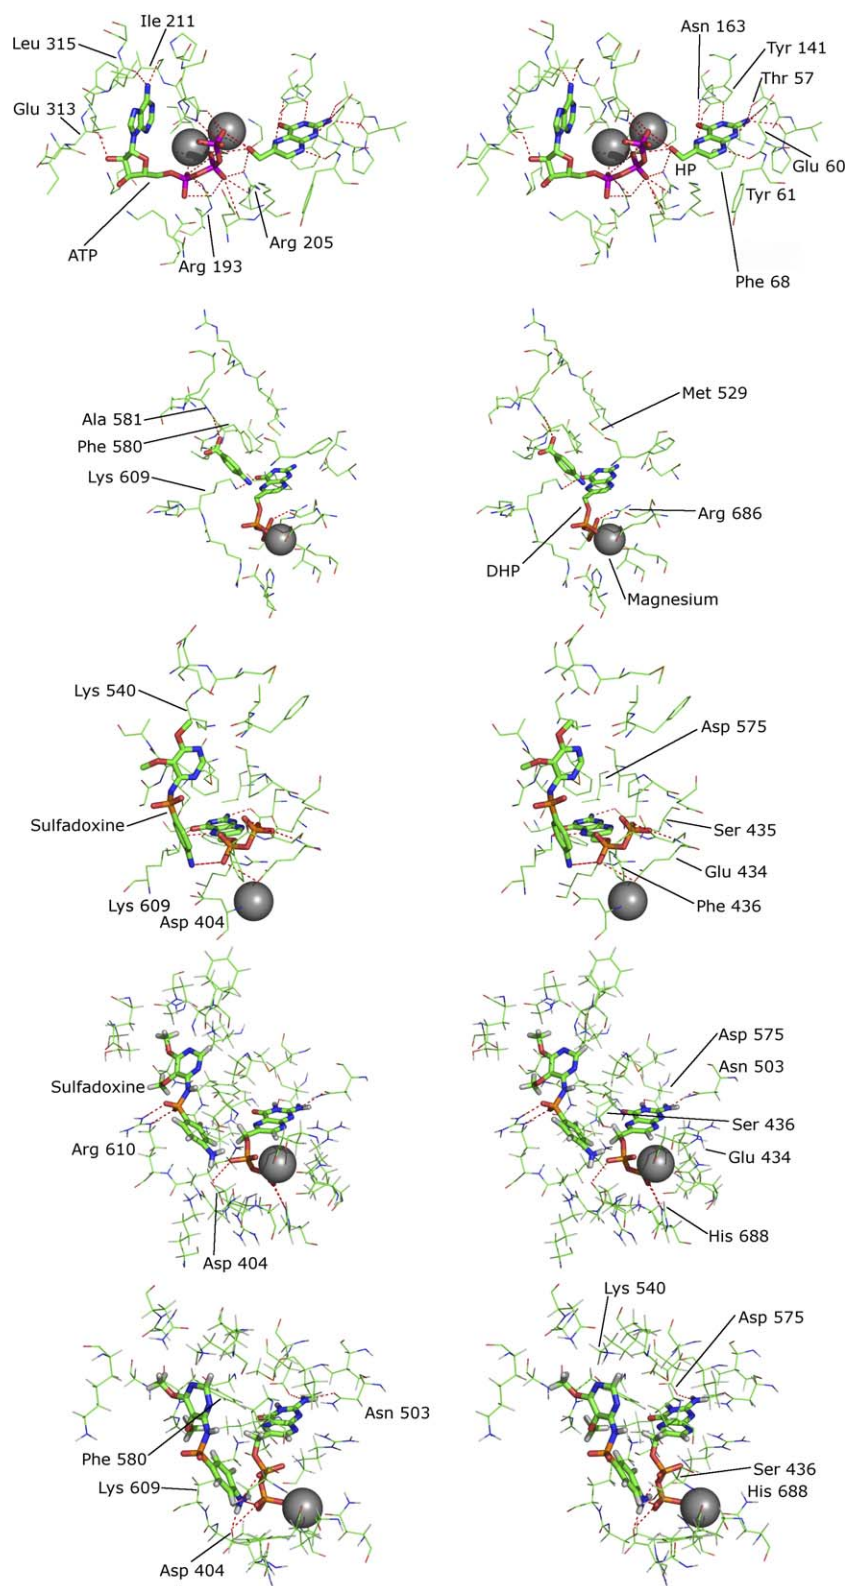 Ile 211
Leu 315
Glu 313
ATP
Arg 193
Arg 205
Asn 163
Tyr 141
Thr 57
HP
Glu 60
Tyr 61
Phe 68
Ala 581
Phe 580
Lys 609
Met 529
Arg 686
DHP
Magnesium
Lys 540
Sulfadoxine
Lys 609
Asp 404
Asp 575
Ser 435
Glu 434
Phe 436
Sulfadoxine
Arg 610
Asp 404
Asp 575
Asn 503
Ser 436
Glu 434
His 688
Asn 503
Phe 580
Lys 609
Asp 404
Lys 540
Asp 575
Ser 436
His 688